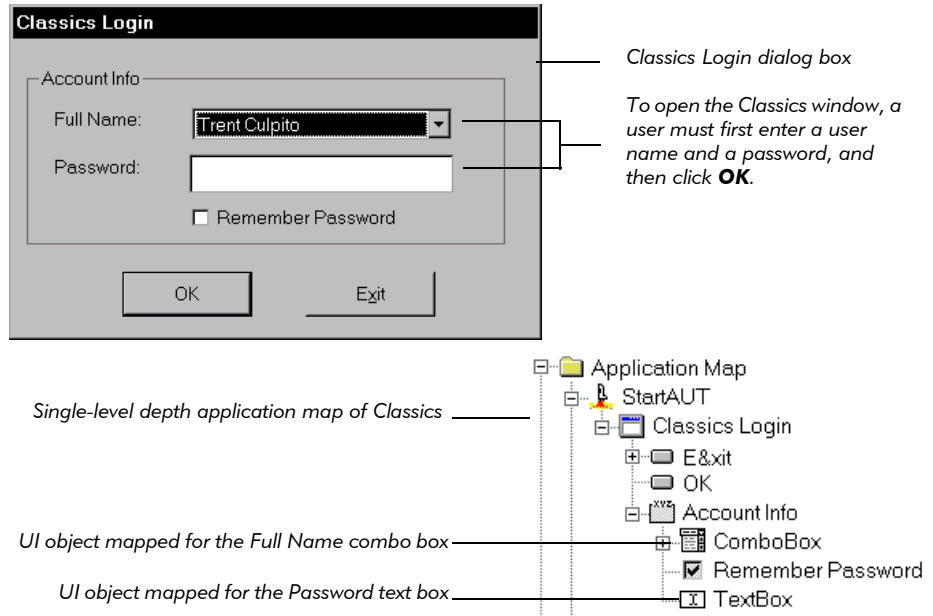 Classics Login
Account Info
Full Name:
Trent Culpito
Password:
Remember Password
OK
Exit
Classics Login dialog box
To open the Classics window, a
user must first enter a user
name and a password, and
then click OK.
Single-level depth application map of Classics
UI object mapped for the Full Name combo box
UI object mapped for the Password text box
Application Map
StartAUT
Classics Login
E&xit
OK
XYZ
Account Info
ComboBox
Remember Password
TextBox